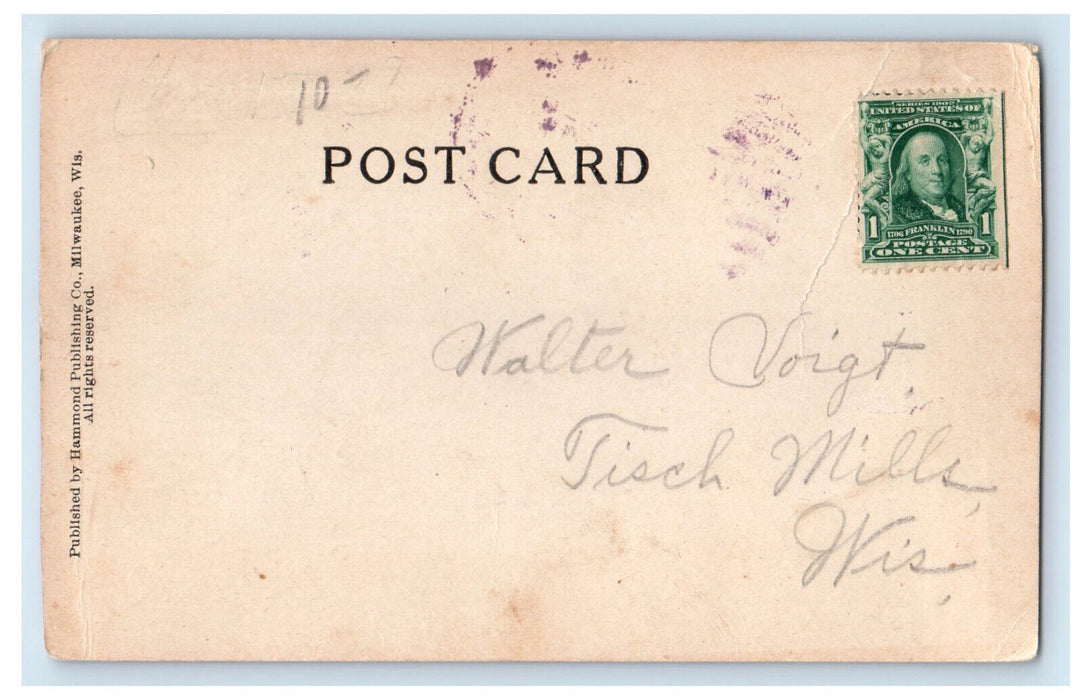 10-
POST CARD
SERIES 1902
UNITED STATES OF
AMERICA
1 1
1706 FRANKLIN 1790
POSTAGE
ONE CENT
Published by Hammond Publishing Co., Milwaukee, Wis.
All rights reserved.
Walter Voigt,
Tisch Mills,
Wis.